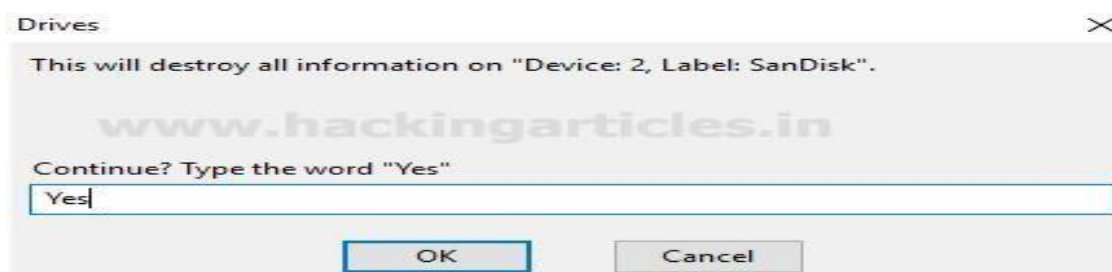 Drives
This will destroy all information on "Device: 2, Label: SanDisk".
www.hackingarticles.in
Continue? Type the word "Yes"
Yes
OK Cancel